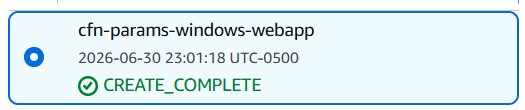 cfn-params-windows-webapp
2026-06-30 23:01:18 UTC-0500
CREATE_COMPLETE